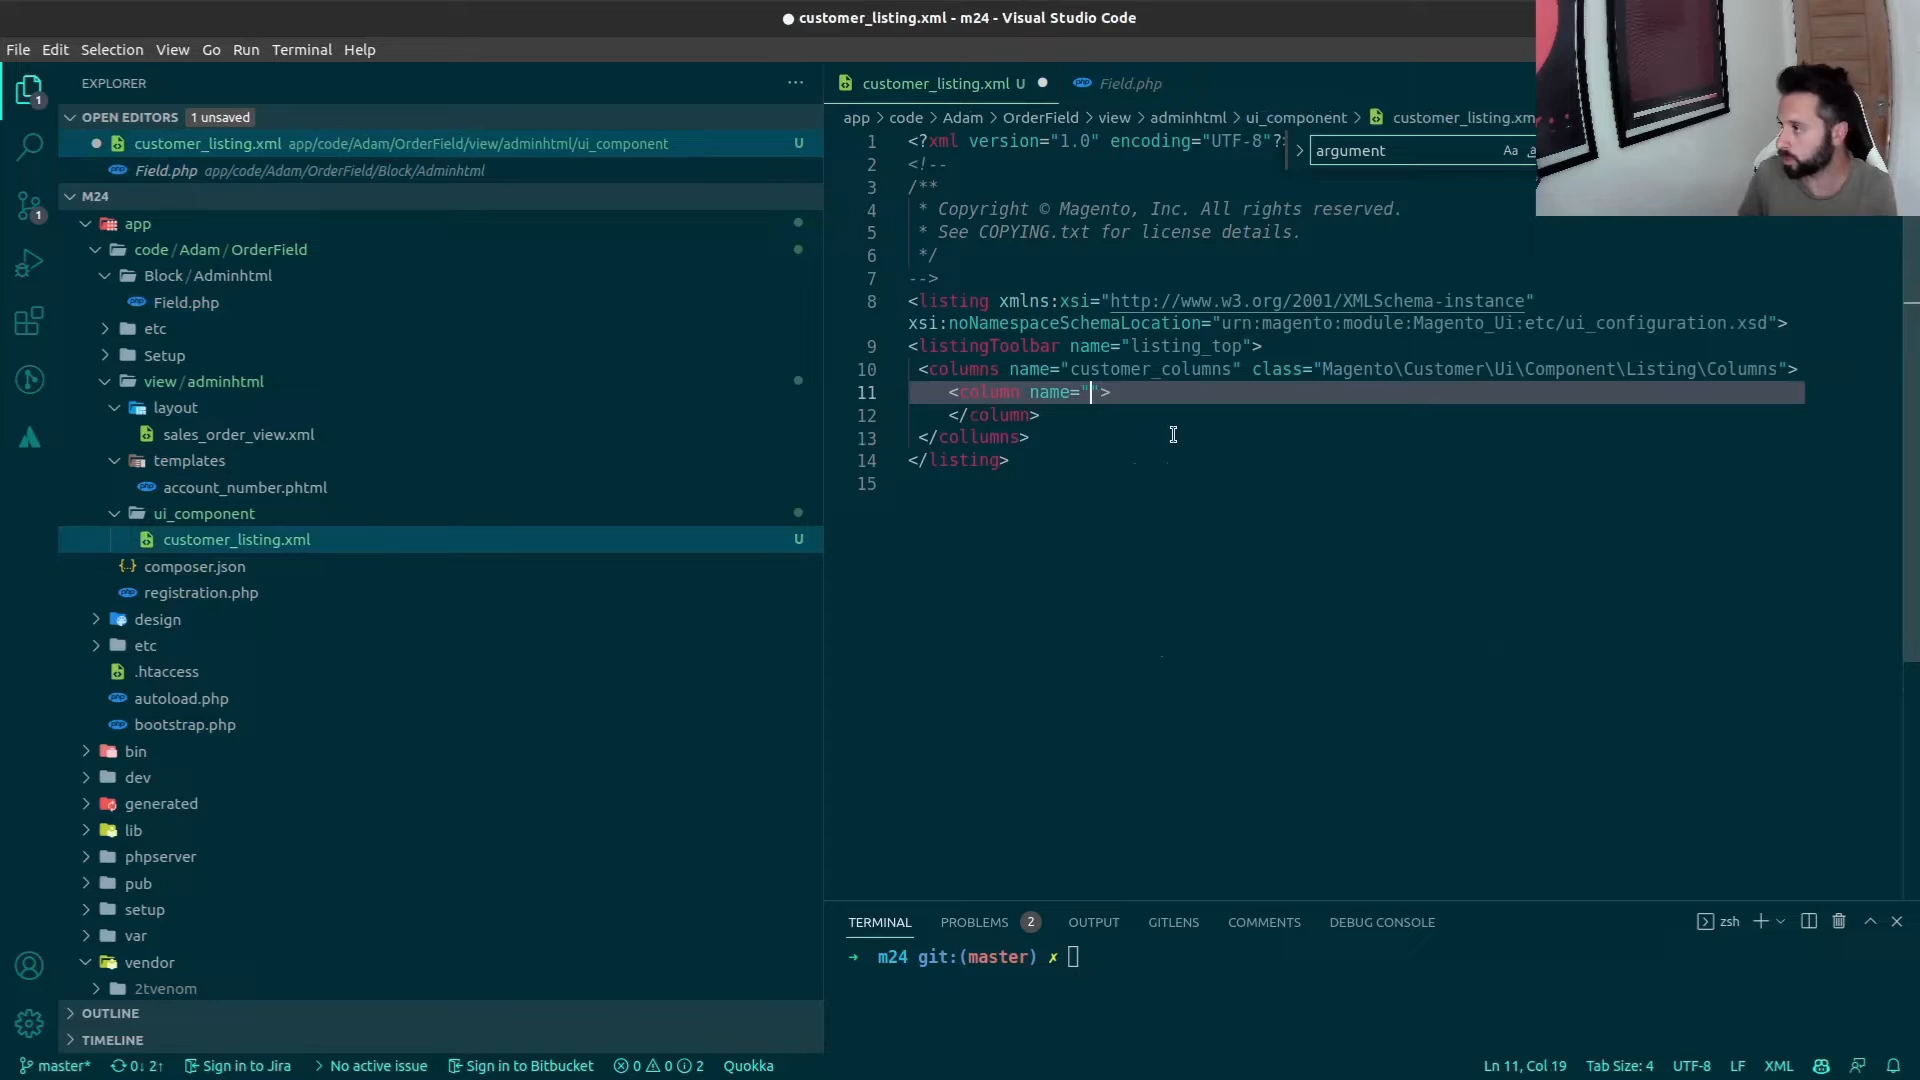 customer_listing.xml - m24 - Visual Studio Code
File Edit Selection View Go Run Terminal Help
EXPLORER
OPEN EDITORS 1 unsaved
customer_listing.xml app/code/Adam/OrderField/view/adminhtml/ui_component U
Field.php app/code/Adam/OrderField/Block/Adminhtml
M24
app
code / Adam / OrderField
Block / Adminhtml
Field.php
etc
Setup
view / adminhtml
layout
sales_order_view.xml
templates
account_number.phtml
ui_component
customer_listing.xml U
composer.json
registration.php
design
etc
.htaccess
autoload.php
bootstrap.php
bin
dev
generated
lib
phpserver
pub
setup
var
vendor
2tvenom
OUTLINE
TIMELINE
1
1
customer_listing.xml U
Field.php
app > code > Adam > OrderField > view > adminhtml > ui_component > customer_listing.xm
argument Aa
1 <?xml version="1.0" encoding="UTF-8"?>
2 <!--
3 /**
4 * Copyright © Magento, Inc. All rights reserved.
5 * See COPYING.txt for license details.
6 */
7 -->
8 <listing xmlns:xsi="http://www.w3.org/2001/XMLSchema-instance"
xsi:noNamespaceSchemaLocation="urn:magento:module:Magento_Ui:etc/ui_configuration.xsd">
9 <listingToolbar name="listing_top">
10 <columns name="customer_columns" class="Magento\Customer\Ui\Component\Listing\Columns">
11 <column name="">
12 </column>
13 </collumns>
14 </listing>
15
TERMINAL PROBLEMS 2 OUTPUT GITLENS COMMENTS DEBUG CONSOLE
zsh
→ m24 git:(master) ✗
master* 0↓ 2↑ Sign in to Jira No active issue Sign in to Bitbucket 0 0 2 Quokka
Ln 11, Col 19 Tab Size: 4 UTF-8 LF XML